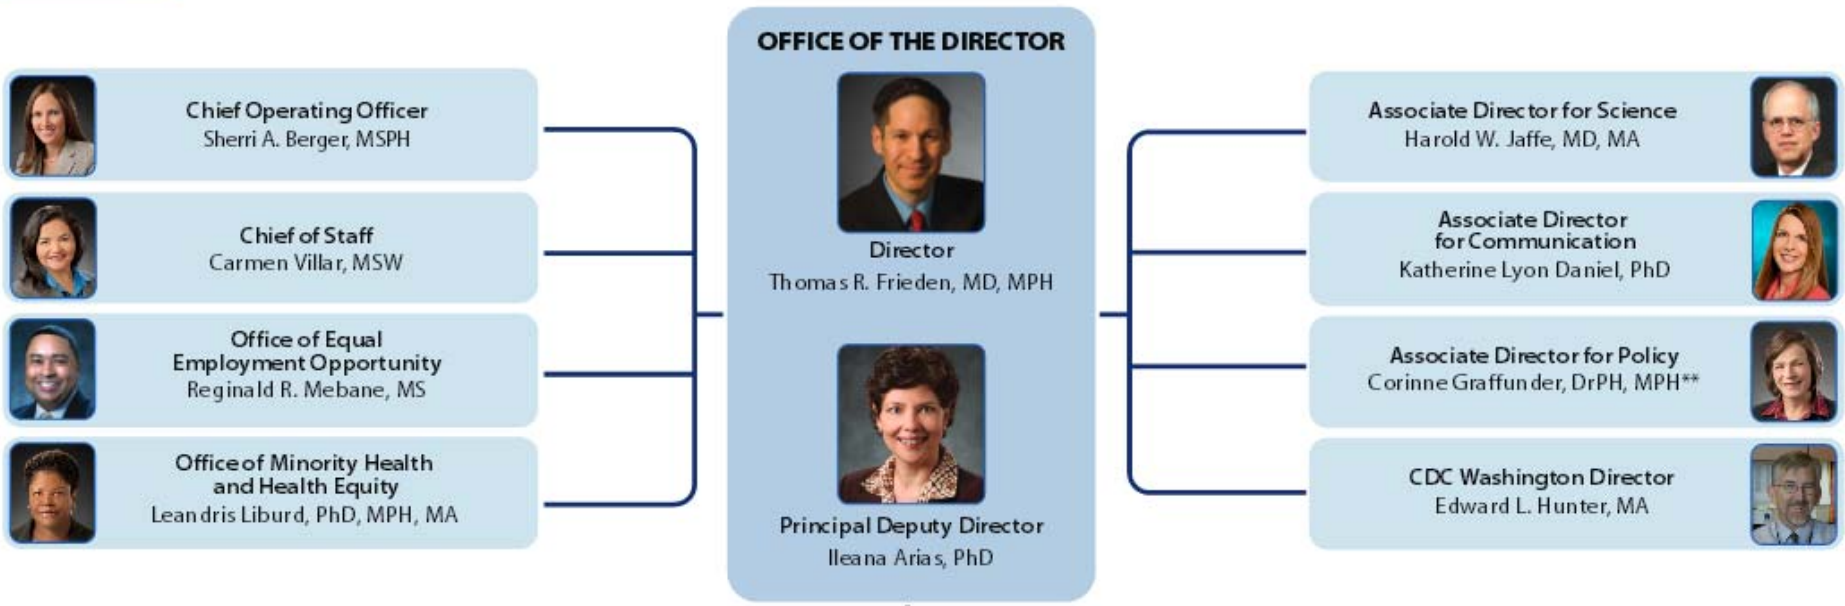 OFFICE OF THE DIRECTOR
Director
Thomas R. Frieden, MD, MPH
Principal Deputy Director
Ileana Arias, PhD
Chief Operating Officer
Sherri A. Berger, MSPH
Chief of Staff
Carmen Villar, MSW
Office of Equal
Employment Opportunity
Reginald R. Mebane, MS
Office of Minority Health
and Health Equity
Leandris Liburd, PhD, MPH, MA
Associate Director for Science
Harold W. Jaffe, MD, MA
Associate Director
for Communication
Katherine Lyon Daniel, PhD
Associate Director for Policy
Corinne Graffunder, DrPH, MPH**
CDC Washington Director
Edward L. Hunter, MA